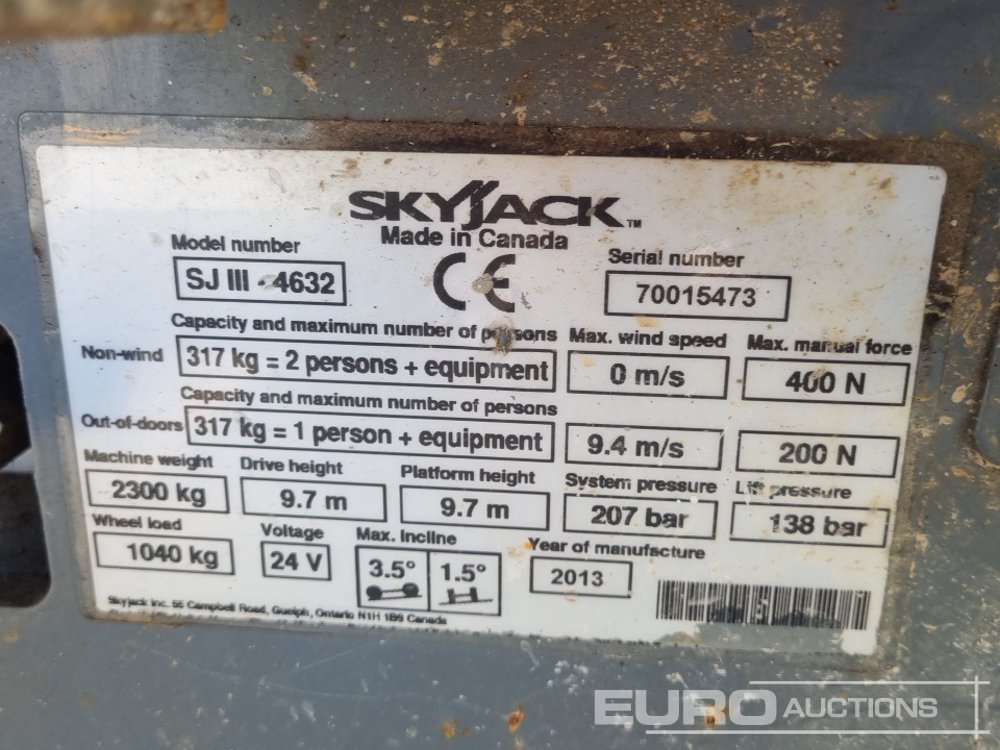 SKYJACK™
Made in Canada
Model number
SJ III - 4632
CE
Serial number
70015473
Capacity and maximum number of persons
Max. wind speed
Max. manual force
Non-wind
317 kg = 2 persons + equipment
0 m/s
400 N
Capacity and maximum number of persons
Out-of-doors
317 kg = 1 person + equipment
9.4 m/s
200 N
Machine weight
Drive height
Platform height
System pressure
Lift pressure
2300 kg
9.7 m
9.7 m
207 bar
138 bar
Wheel load
Voltage
Max. Incline
Year of manufacture
1040 kg
24 V
3.5°
1.5°
2013
Skyjack Inc. 55 Campbell Road, Guelph, Ontario N1H 1B9 Canada
EURO AUCTIONS